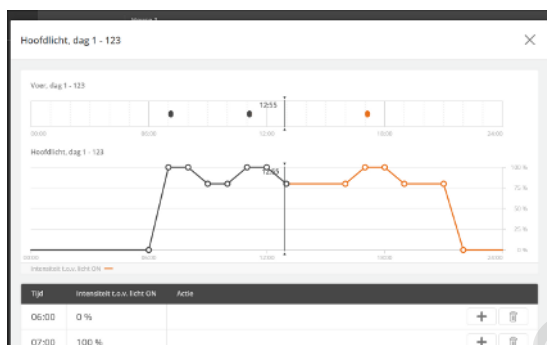 Hoofdlicht, dag 1 - 123
Voer, dag 1 - 123
12:55
00:00 06:00 12:00 18:00 24:00
Hoofdlicht, dag 1 - 123
12:55
100 %
75 %
50 %
25 %
0 %
00:00 06:00 12:00 18:00 24:00
Intensiteit t.o.v. licht ON
Tijd Intensiteit t.o.v. licht ON Actie
06:00 0 %
07:00 100 %